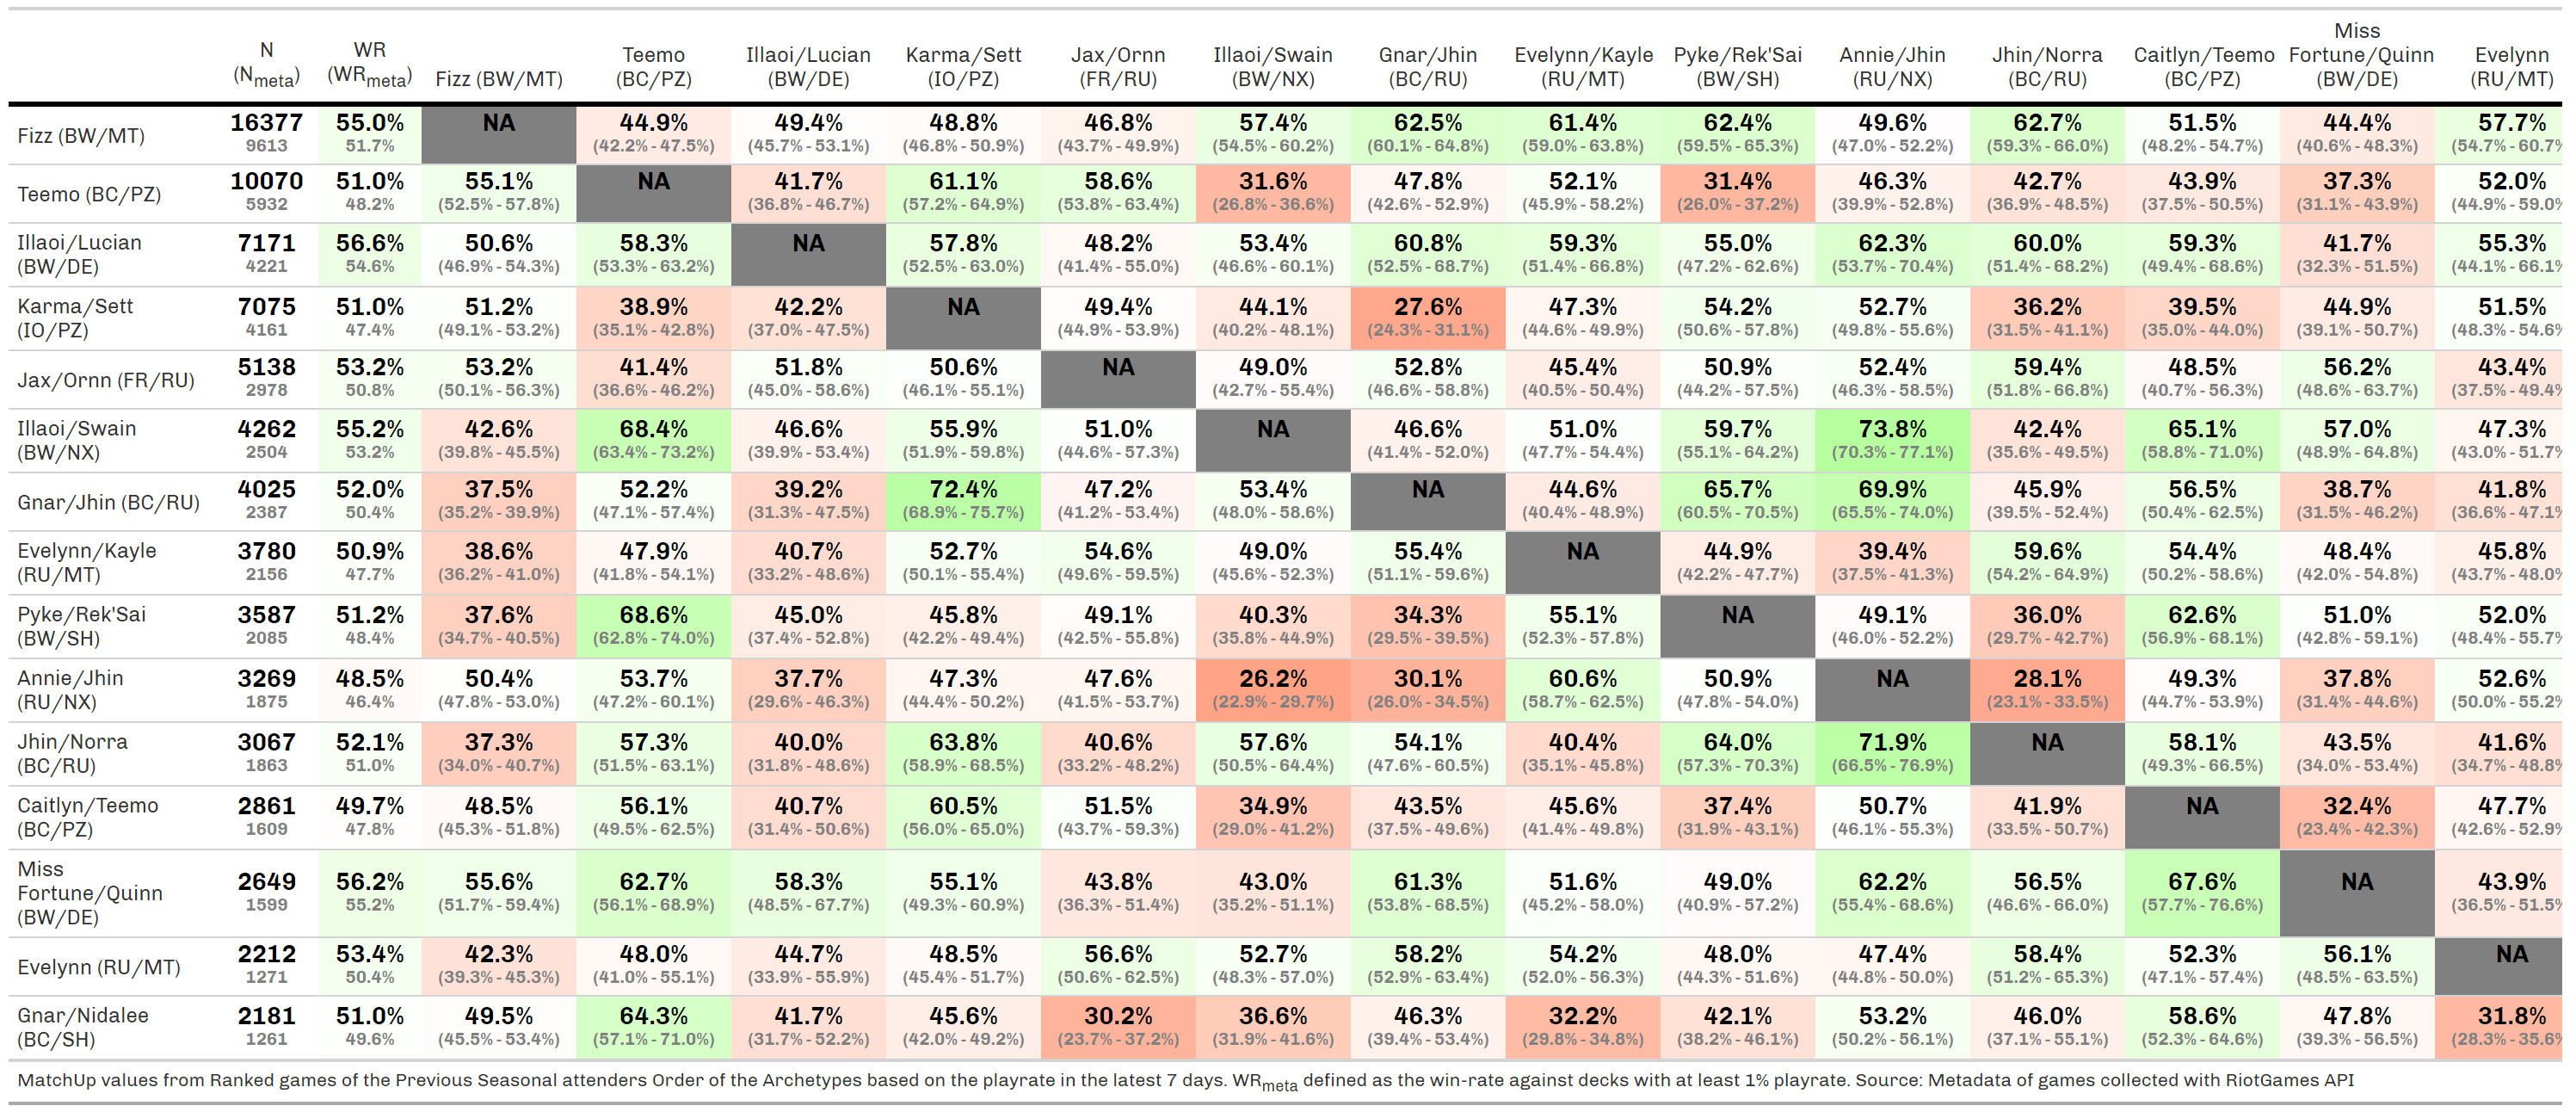 N (N_meta) WR (WR_meta) Fizz (BW/MT) Teemo (BC/PZ) Illaoi/Lucian (BW/DE) Karma/Sett (IO/PZ) Jax/Ornn (FR/RU) Illaoi/Swain (BW/NX) Gnar/Jhin (BC/RU) Evelynn/Kayle (RU/MT) Pyke/Rek'Sai (BW/SH) Annie/Jhin (RU/NX) Jhin/Norra (BC/RU) Caitlyn/Teemo (BC/PZ) Miss Fortune/Quinn (BW/DE) Evelynn (RU/MT)
Fizz (BW/MT) 16377 55.0% NA 44.9% 49.4% 48.8% 46.8% 57.4% 62.5% 61.4% 62.4% 49.6% 62.7% 51.5% 44.4% 57.7%
9613 51.7% (42.2% - 47.5%) (45.7% - 53.1%) (46.8% - 50.9%) (43.7% - 49.9%) (54.5% - 60.2%) (60.1% - 64.8%) (59.0% - 63.8%) (59.5% - 65.3%) (47.0% - 52.2%) (59.3% - 66.0%) (48.2% - 54.7%) (40.6% - 48.3%) (54.7% - 60.7%
Teemo (BC/PZ) 10070 51.0% 55.1% NA 41.7% 61.1% 58.6% 31.6% 47.8% 52.1% 31.4% 46.3% 42.7% 43.9% 37.3% 52.0%
5932 48.2% (52.5% - 57.8%) (36.8% - 46.7%) (57.2% - 64.9%) (53.8% - 63.4%) (26.8% - 36.6%) (42.6% - 52.9%) (45.9% - 58.2%) (26.0% - 37.2%) (39.9% - 52.8%) (36.9% - 48.5%) (37.5% - 50.5%) (31.1% - 43.9%) (44.9% - 59.0%
Illaoi/Lucian 7171 56.6% 50.6% 58.3% NA 57.8% 48.2% 53.4% 60.8% 59.3% 55.0% 62.3% 60.0% 59.3% 41.7% 55.3%
(BW/DE) 4221 54.6% (46.9% - 54.3%) (53.3% - 63.2%) (52.5% - 63.0%) (41.4% - 55.0%) (46.6% - 60.1%) (52.5% - 68.7%) (51.4% - 66.8%) (47.2% - 62.6%) (53.7% - 70.4%) (51.4% - 68.2%) (49.4% - 68.6%) (32.3% - 51.5%) (44.1% - 66.1%
Karma/Sett 7075 51.0% 51.2% 38.9% 42.2% NA 49.4% 44.1% 27.6% 47.3% 54.2% 52.7% 36.2% 39.5% 44.9% 51.5%
(IO/PZ) 4161 47.4% (49.1% - 53.2%) (35.1% - 42.8%) (37.0% - 47.5%) (44.9% - 53.9%) (40.2% - 48.1%) (24.3% - 31.1%) (44.6% - 49.9%) (50.6% - 57.8%) (49.8% - 55.6%) (31.5% - 41.1%) (35.0% - 44.0%) (39.1% - 50.7%) (48.3% - 54.6%
Jax/Ornn (FR/RU) 5138 53.2% 53.2% 41.4% 51.8% 50.6% NA 49.0% 52.8% 45.4% 50.9% 52.4% 59.4% 48.5% 56.2% 43.4%
2978 50.8% (50.1% - 56.3%) (36.6% - 46.2%) (45.0% - 58.6%) (46.1% - 55.1%) (42.7% - 55.4%) (46.6% - 58.8%) (40.5% - 50.4%) (44.2% - 57.5%) (46.3% - 58.5%) (51.8% - 66.8%) (40.7% - 56.3%) (48.6% - 63.7%) (37.5% - 49.4%
Illaoi/Swain 4262 55.2% 42.6% 68.4% 46.6% 55.9% 51.0% NA 46.6% 51.0% 59.7% 73.8% 42.4% 65.1% 57.0% 47.3%
(BW/NX) 2504 53.2% (39.8% - 45.5%) (63.4% - 73.2%) (39.9% - 53.4%) (51.9% - 59.8%) (44.6% - 57.3%) (41.4% - 52.0%) (47.7% - 54.4%) (55.1% - 64.2%) (70.3% - 77.1%) (35.6% - 49.5%) (58.8% - 71.0%) (48.9% - 64.8%) (43.0% - 51.7%
Gnar/Jhin (BC/RU) 4025 52.0% 37.5% 52.2% 39.2% 72.4% 47.2% 53.4% NA 44.6% 65.7% 69.9% 45.9% 56.5% 38.7% 41.8%
2387 50.4% (35.2% - 39.9%) (47.1% - 57.4%) (31.3% - 47.5%) (68.9% - 75.7%) (41.2% - 53.4%) (48.0% - 58.6%) (40.4% - 48.9%) (60.5% - 70.5%) (65.5% - 74.0%) (39.5% - 52.4%) (50.4% - 62.5%) (31.5% - 46.2%) (36.6% - 47.1%
Evelynn/Kayle 3780 50.9% 38.6% 47.9% 40.7% 52.7% 54.6% 49.0% 55.4% NA 44.9% 39.4% 59.6% 54.4% 48.4% 45.8%
(RU/MT) 2156 47.7% (36.2% - 41.0%) (41.8% - 54.1%) (33.2% - 48.6%) (50.1% - 55.4%) (49.6% - 59.5%) (45.6% - 52.3%) (51.1% - 59.6%) (42.2% - 47.7%) (37.5% - 41.3%) (54.2% - 64.9%) (50.2% - 58.6%) (42.0% - 54.8%) (43.7% - 48.0%
Pyke/Rek'Sai 3587 51.2% 37.6% 68.6% 45.0% 45.8% 49.1% 40.3% 34.3% 55.1% NA 49.1% 36.0% 62.6% 51.0% 52.0%
(BW/SH) 2085 48.4% (34.7% - 40.5%) (62.8% - 74.0%) (37.4% - 52.8%) (42.2% - 49.4%) (42.5% - 55.8%) (35.8% - 44.9%) (29.5% - 39.5%) (52.3% - 57.8%) (46.0% - 52.2%) (29.7% - 42.7%) (56.9% - 68.1%) (42.8% - 59.1%) (48.4% - 55.7%
Annie/Jhin 3269 48.5% 50.4% 53.7% 37.7% 47.3% 47.6% 26.2% 30.1% 60.6% 50.9% NA 28.1% 49.3% 37.8% 52.6%
(RU/NX) 1875 46.4% (47.8% - 53.0%) (47.2% - 60.1%) (29.6% - 46.3%) (44.4% - 50.2%) (41.5% - 53.7%) (22.9% - 29.7%) (26.0% - 34.5%) (58.7% - 62.5%) (47.8% - 54.0%) (23.1% - 33.5%) (44.7% - 53.9%) (31.4% - 44.6%) (50.0% - 55.2%
Jhin/Norra 3067 52.1% 37.3% 57.3% 40.0% 63.8% 40.6% 57.6% 54.1% 40.4% 64.0% 71.9% NA 58.1% 43.5% 41.6%
(BC/RU) 1863 51.0% (34.0% - 40.7%) (51.5% - 63.1%) (31.8% - 48.6%) (58.9% - 68.5%) (33.2% - 48.2%) (50.5% - 64.4%) (47.6% - 60.5%) (35.1% - 45.8%) (57.3% - 70.3%) (66.5% - 76.9%) (49.3% - 66.5%) (34.0% - 53.4%) (34.7% - 48.8%
Caitlyn/Teemo 2861 49.7% 48.5% 56.1% 40.7% 60.5% 51.5% 34.9% 43.5% 45.6% 37.4% 50.7% 41.9% NA 32.4% 47.7%
(BC/PZ) 1609 47.8% (45.3% - 51.8%) (49.5% - 62.5%) (31.4% - 50.6%) (56.0% - 65.0%) (43.7% - 59.3%) (29.0% - 41.2%) (37.5% - 49.6%) (41.4% - 49.8%) (31.9% - 43.1%) (46.1% - 55.3%) (33.5% - 50.7%) (23.4% - 42.3%) (42.6% - 52.9%
Miss
Fortune/Quinn 2649 56.2% 55.6% 62.7% 58.3% 55.1% 43.8% 43.0% 61.3% 51.6% 49.0% 62.2% 56.5% 67.6% NA 43.9%
(BW/DE) 1599 55.2% (51.7% - 59.4%) (56.1% - 68.9%) (48.5% - 67.7%) (49.3% - 60.9%) (36.3% - 51.4%) (35.2% - 51.1%) (53.8% - 68.5%) (45.2% - 58.0%) (40.9% - 57.2%) (55.4% - 68.6%) (46.6% - 66.0%) (57.7% - 76.6%) (36.5% - 51.5%
Evelynn (RU/MT) 2212 53.4% 42.3% 48.0% 44.7% 48.5% 56.6% 52.7% 58.2% 54.2% 48.0% 47.4% 58.4% 52.3% 56.1% NA
1271 50.4% (39.3% - 45.3%) (41.0% - 55.1%) (33.9% - 55.9%) (45.4% - 51.7%) (50.6% - 62.5%) (48.3% - 57.0%) (52.9% - 63.4%) (52.0% - 56.3%) (44.3% - 51.6%) (44.8% - 50.0%) (51.2% - 65.3%) (47.1% - 57.4%) (48.5% - 63.5%)
Gnar/Nidalee 2181 51.0% 49.5% 64.3% 41.7% 45.6% 30.2% 36.6% 46.3% 32.2% 42.1% 53.2% 46.0% 58.6% 47.8% 31.8%
(BC/SH) 1261 49.6% (45.5% - 53.4%) (57.1% - 71.0%) (31.7% - 52.2%) (42.0% - 49.2%) (23.7% - 37.2%) (31.9% - 41.6%) (39.4% - 53.4%) (29.8% - 34.8%) (38.2% - 46.1%) (50.2% - 56.1%) (37.1% - 55.1%) (52.3% - 64.6%) (39.3% - 56.5%) (28.3% - 35.6%
MatchUp values from Ranked games of the Previous Seasonal attenders Order of the Archetypes based on the playrate in the latest 7 days. WR_meta defined as the win-rate against decks with at least 1% playrate. Source: Metadata of games collected with RiotGames API